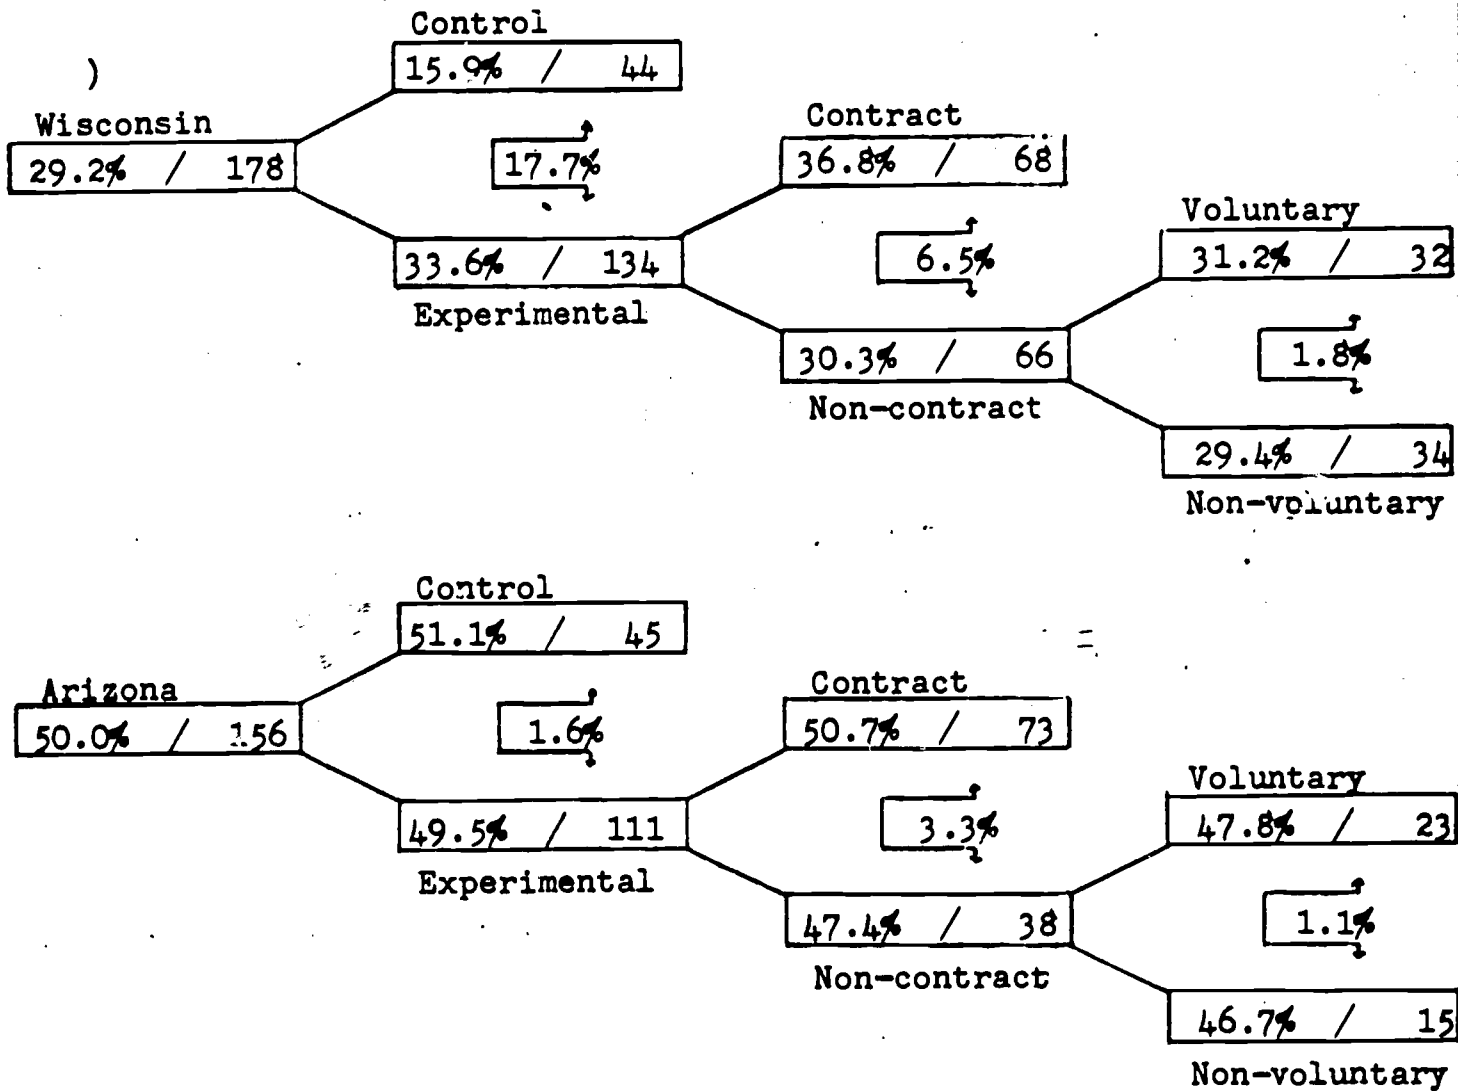 Control
15.9% / 44
)
Wisconsin
29.2% / 178
17.7%
Contract
36.8% / 68
33.6% / 134
Experimental
6.5%
Voluntary
31.2% / 32
30.3% / 66
Non-contract
1.8%
29.4% / 34
Non-voluntary
Control
51.1% / 45
Arizona
50.0% / 156
1.6%
Contract
50.7% / 73
49.5% / 111
Experimental
3.3%
Voluntary
47.8% / 23
47.4% / 38
Non-contract
1.1%
46.7% / 15
Non-voluntary